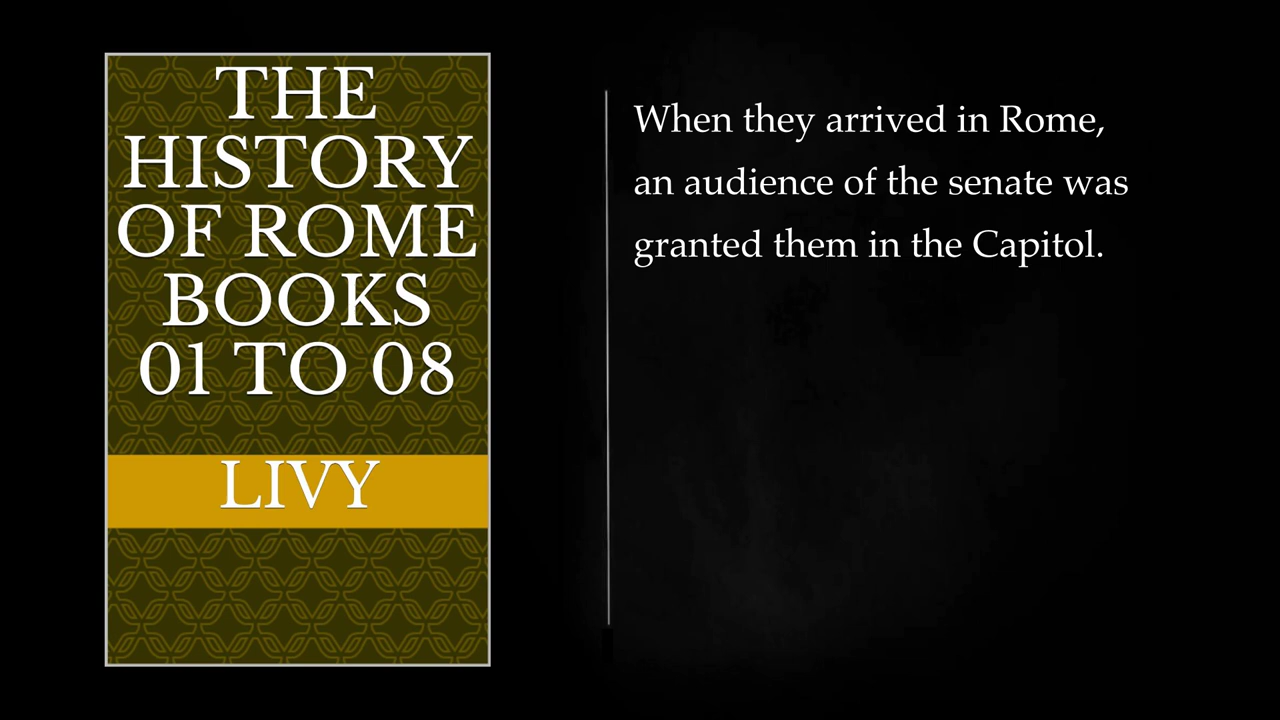 THE
HISTORY
OF ROME
BOOKS
01 TO 08
LIVY
When they arrived in Rome,
an audience of the senate was
granted them in the Capitol.